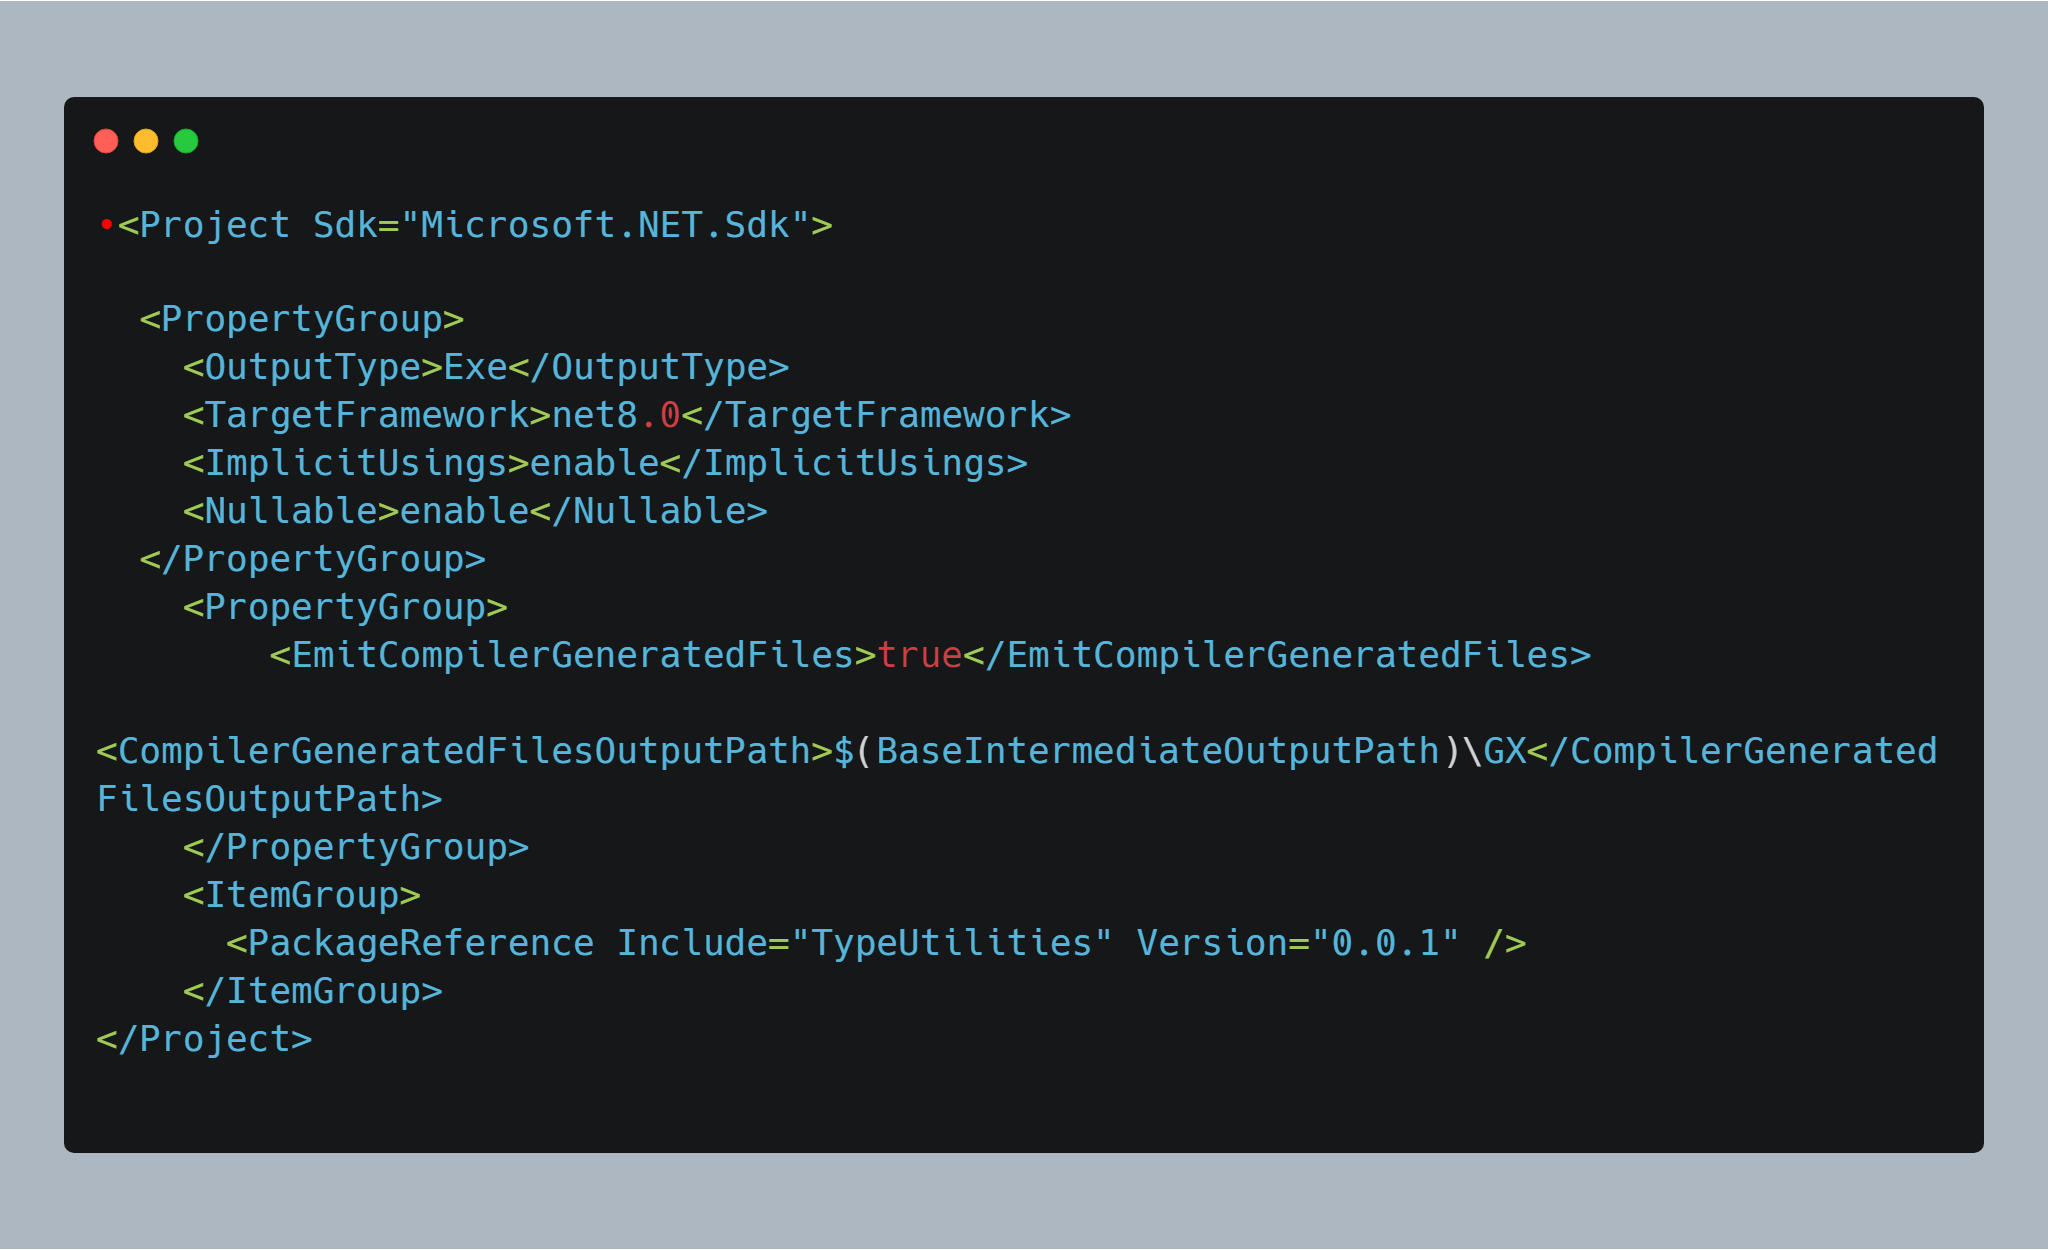 •<Project Sdk="Microsoft.NET.Sdk">
<PropertyGroup>
<OutputType>Exe</OutputType>
<TargetFramework>net8.0</TargetFramework>
<ImplicitUsings>enable</ImplicitUsings>
<Nullable>enable</Nullable>
</PropertyGroup>
<PropertyGroup>
<EmitCompilerGeneratedFiles>true</EmitCompilerGeneratedFiles>
<CompilerGeneratedFilesOutputPath>$(BaseIntermediateOutputPath)\GX</CompilerGenerated
FilesOutputPath>
</PropertyGroup>
<ItemGroup>
<PackageReference Include="TypeUtilities" Version="0.0.1" />
</ItemGroup>
</Project>